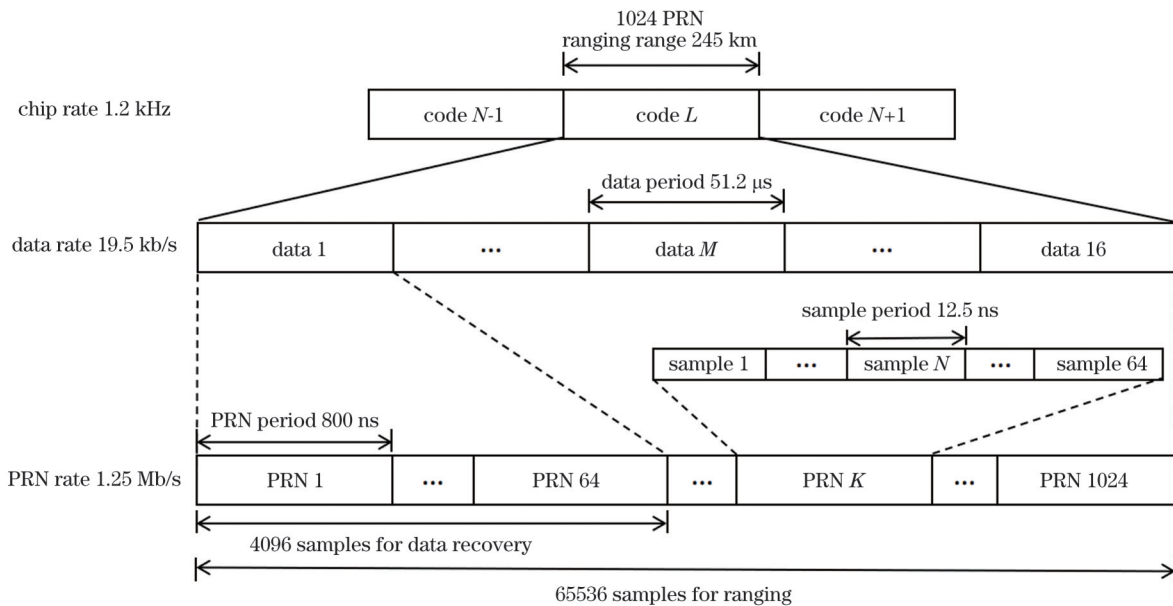 1024 PRN
ranging range 245 km
chip rate 1.2 kHz
code N-1
code L
code N+1
data period 51.2 μs
data rate 19.5 kb/s
data 1
...
data M
...
data 16
sample period 12.5 ns
sample 1
...
sample N
...
sample 64
PRN period 800 ns
PRN rate 1.25 Mb/s
PRN 1
...
PRN 64
...
PRN K
...
PRN 1024
4096 samples for data recovery
65536 samples for ranging